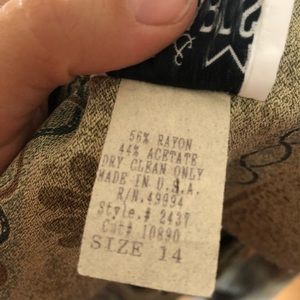 56% RAYON
44% ACETATE
DRY CLEAN ONLY
MADE IN U.S.A.
R/N.49994
Style.# 2437
Cut# 10890
SIZE 14